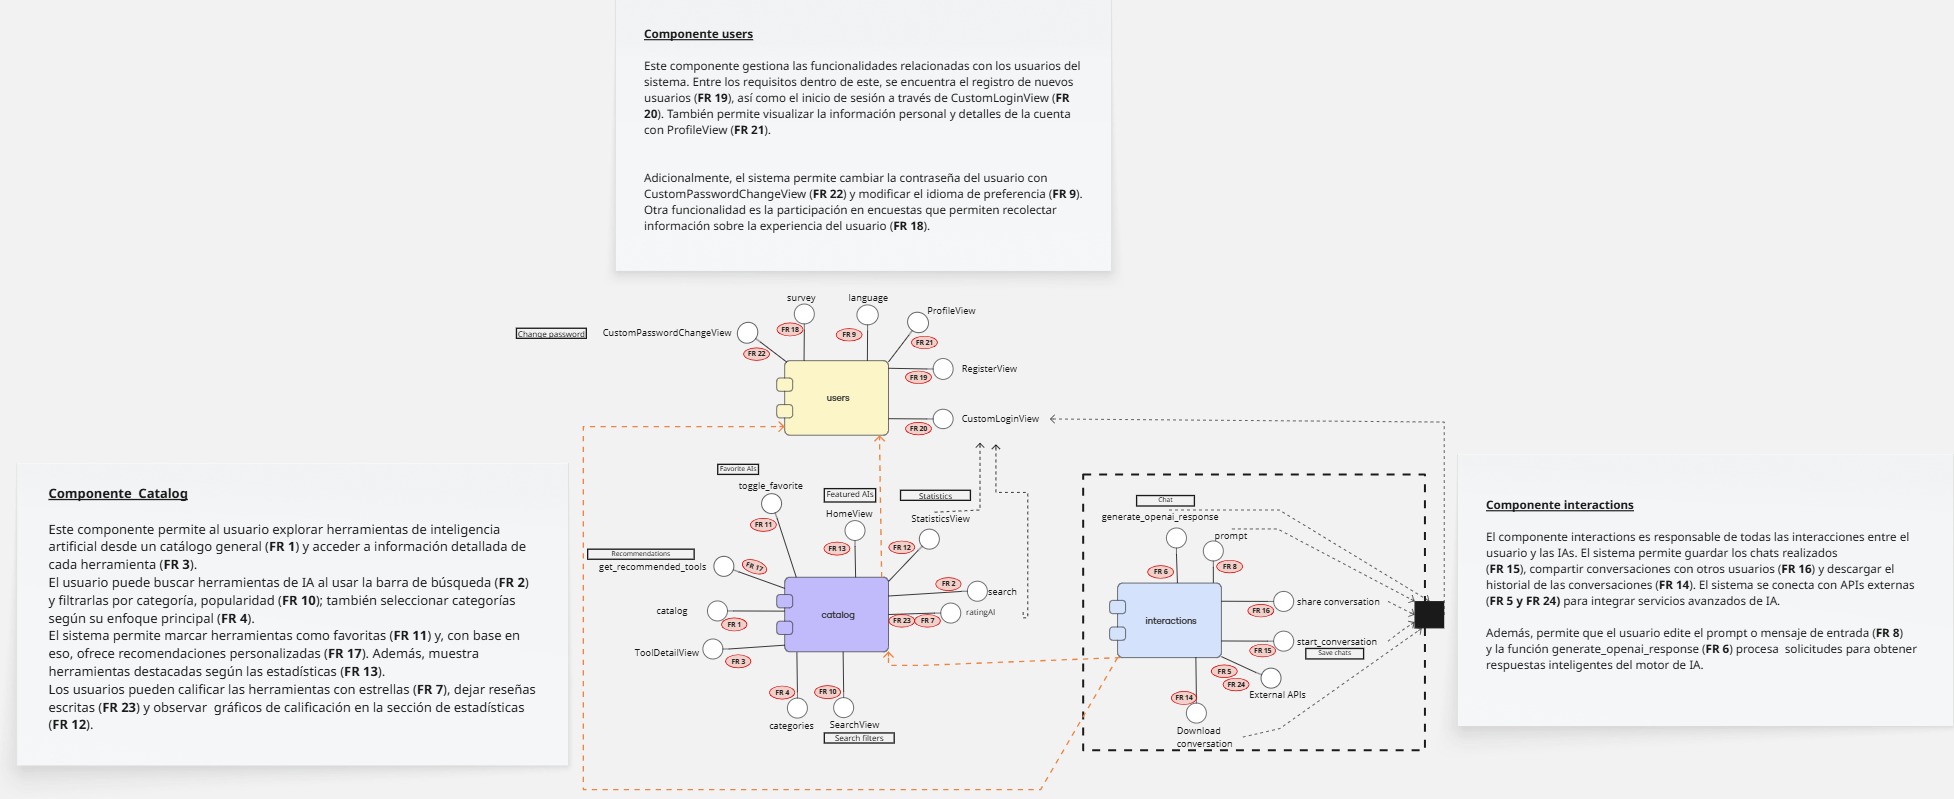 Componente users
Este componente gestiona las funcionalidades relacionadas con los usuarios del
sistema. Entre los requisitos dentro de este, se encuentra el registro de nuevos
usuarios (FR 19), así como el inicio de sesión a través de CustomLoginView (FR
20). También permite visualizar la información personal y detalles de la cuenta
con ProfileView (FR 21).
Adicionalmente, el sistema permite cambiar la contraseña del usuario con
CustomPasswordChangeView (FR 22) y modificar el idioma de preferencia (FR 9).
Otra funcionalidad es la participación en encuestas que permiten recolectar
información sobre la experiencia del usuario (FR 18).
survey
language
ProfileView
Change password
CustomPasswordChangeView
FR 18
FR 9
FR 21
FR 22
RegisterView
FR 19
users
CustomLoginView
FR 20
Componente Catalog
Este componente permite al usuario explorar herramientas de inteligencia
artificial desde un catálogo general (FR 1) y acceder a información detallada de
cada herramienta (FR 3).
El usuario puede buscar herramientas de IA al usar la barra de búsqueda (FR 2)
y filtrarlas por categoría, popularidad (FR 10); también seleccionar categorías
según su enfoque principal (FR 4).
El sistema permite marcar herramientas como favoritas (FR 11) y, con base en
eso, ofrece recomendaciones personalizadas (FR 17). Además, muestra
herramientas destacadas según las estadísticas (FR 13).
Los usuarios pueden calificar las herramientas con estrellas (FR 7), dejar reseñas
escritas (FR 23) y observar gráficos de calificación en la sección de estadísticas
(FR 12).
Favorite AIs
toggle_favorite
Featured AIs
Statistics
HomeView
StatisticsView
FR 11
FR 13
FR 12
Recommendations
get_recommended_tools
FR 17
FR 2
search
catalog
FR 1
catalog
FR 23
FR 7
ratingAI
ToolDetailView
FR 3
FR 4
FR 10
categories
SearchView
Search filters
Chat
generate_openai_response
prompt
FR 6
FR 8
share conversation
FR 16
interactions
start_conversation
FR 15
Save chats
FR 5
FR 24
External APIs
FR 14
Download
conversation
Componente interactions
El componente interactions es responsable de todas las interacciones entre el
usuario y las IAs. El sistema permite guardar los chats realizados
(FR 15), compartir conversaciones con otros usuarios (FR 16) y descargar el
historial de las conversaciones (FR 14). El sistema se conecta con APIs externas
(FR 5 y FR 24) para integrar servicios avanzados de IA.
Además, permite que el usuario edite el prompt o mensaje de entrada (FR 8)
y la función generate_openai_response (FR 6) procesa solicitudes para obtener
respuestas inteligentes del motor de IA.